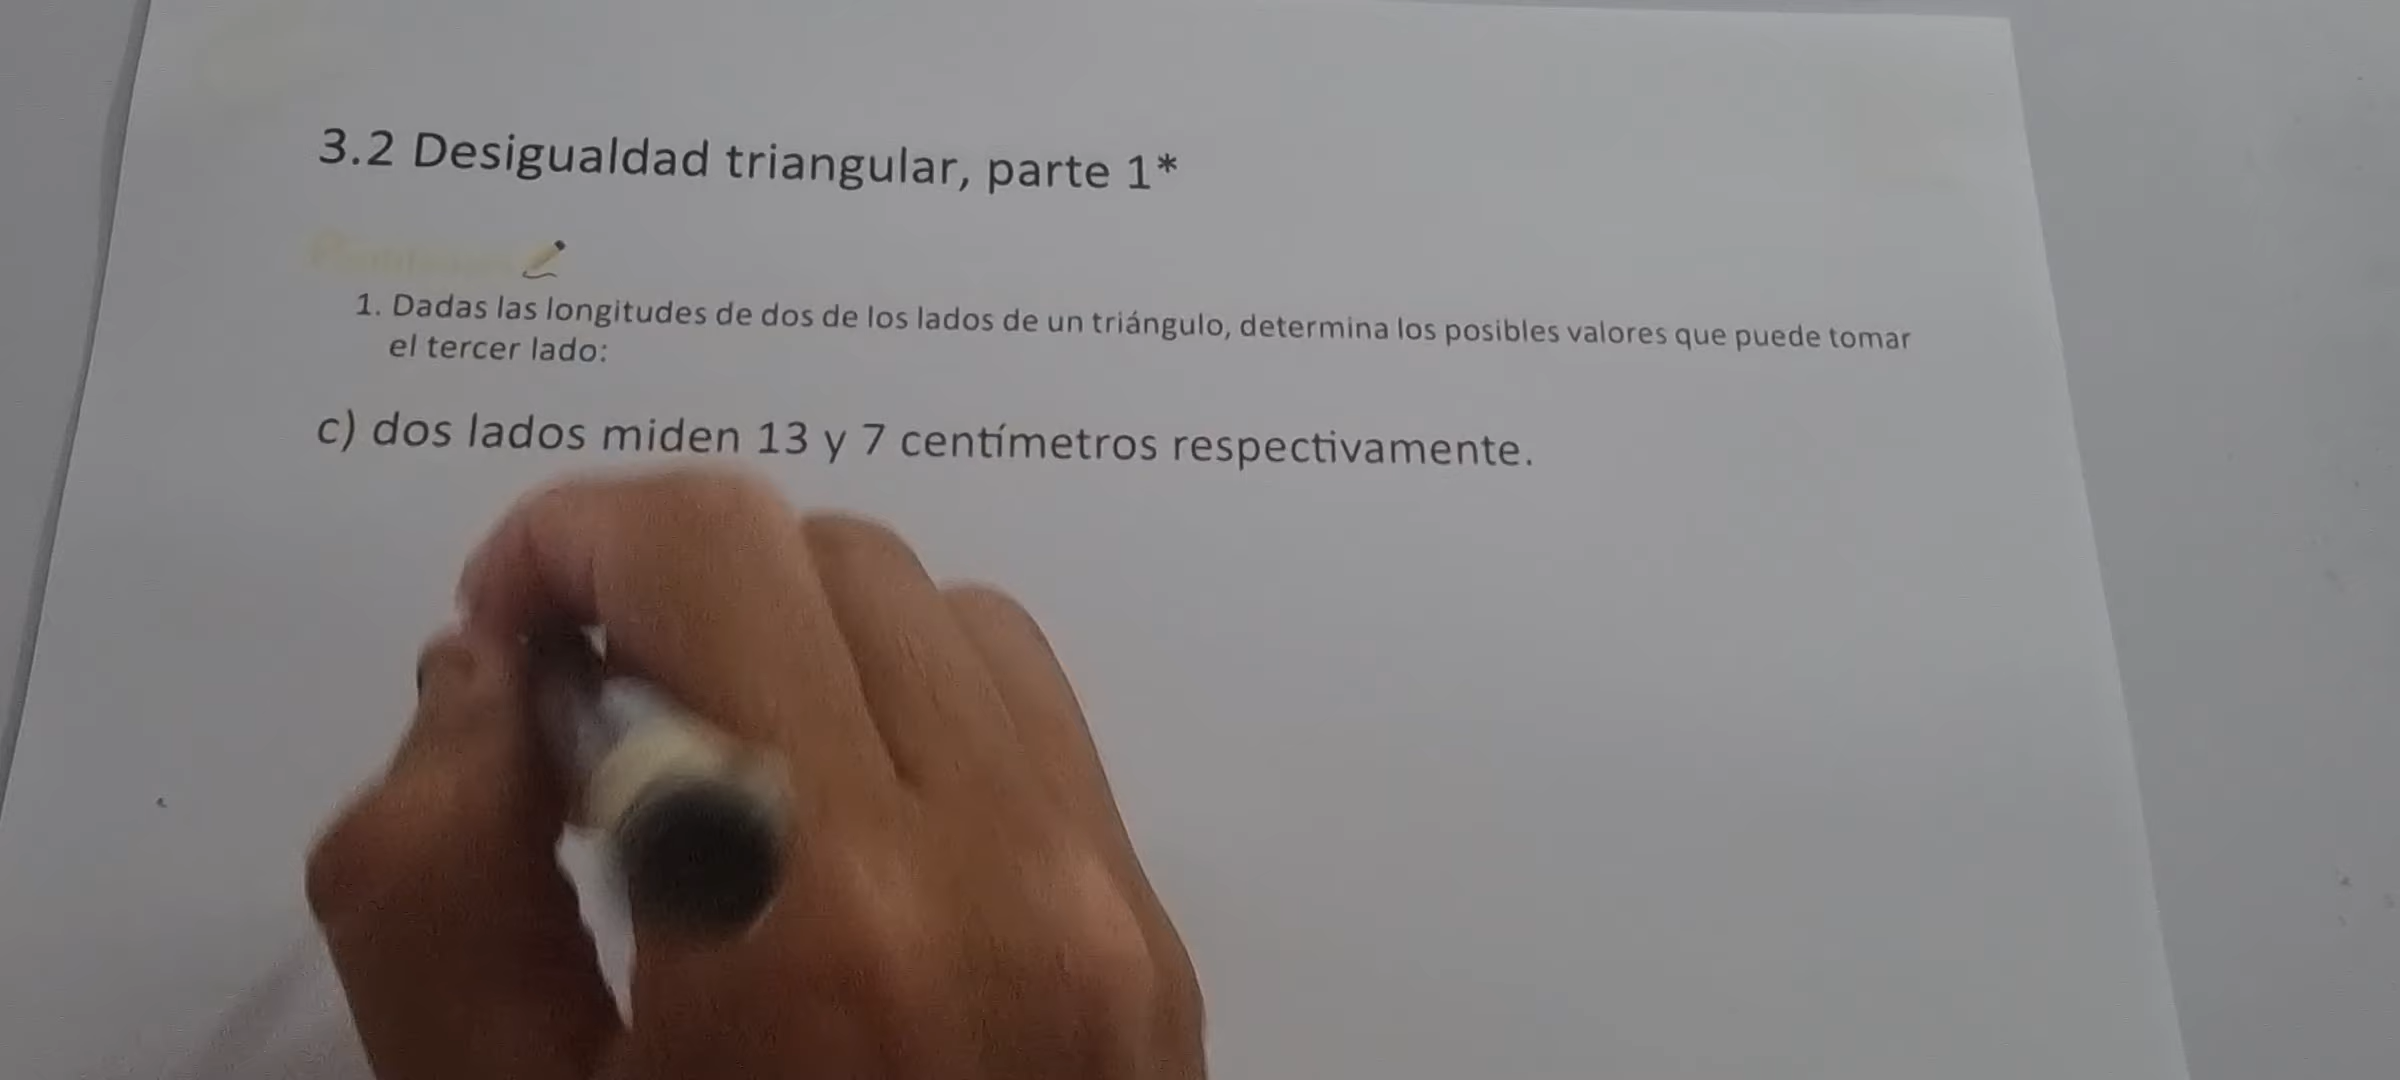 3.2 Desigualdad triangular, parte 1*
1. Dadas las longitudes de dos de los lados de un triángulo, determina los posibles valores que puede tomar
el tercer lado:
c) dos lados miden 13 y 7 centímetros respectivamente.